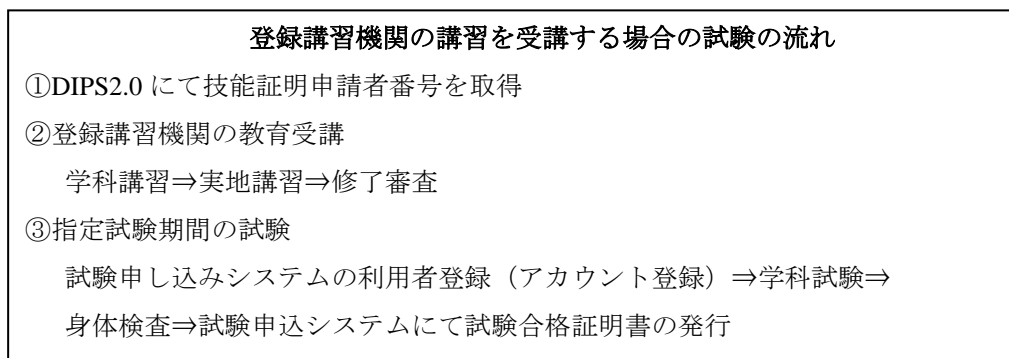 登録講習機関の講習を受講する場合の試験の流れ
①DIPS2.0 にて技能証明申請者番号を取得
②登録講習機関の教育受講
学科講習⇒実地講習⇒修了審査
③指定試験期間の試験
試験申し込みシステムの利用者登録（アカウント登録）⇒学科試験⇒
身体検査⇒試験申込システムにて試験合格証明書の発行